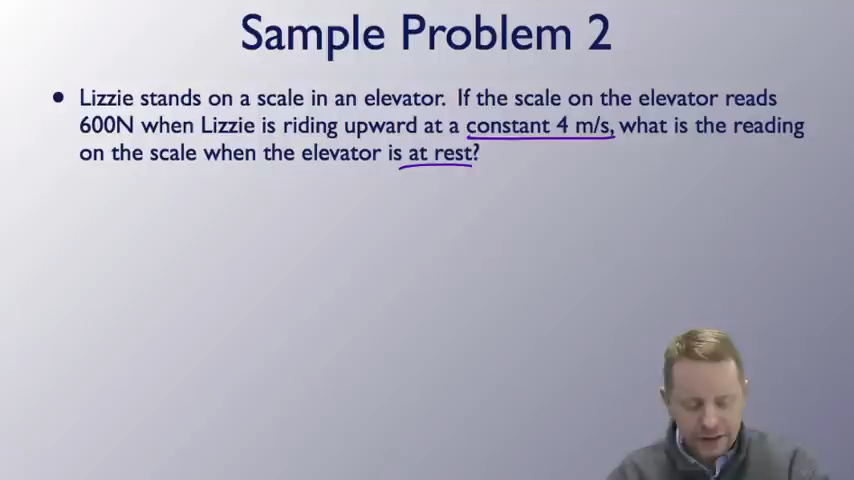 Sample Problem 2
• Lizzie stands on a scale in an elevator. If the scale on the elevator reads
600N when Lizzie is riding upward at a constant 4 m/s, what is the reading
on the scale when the elevator is at rest?